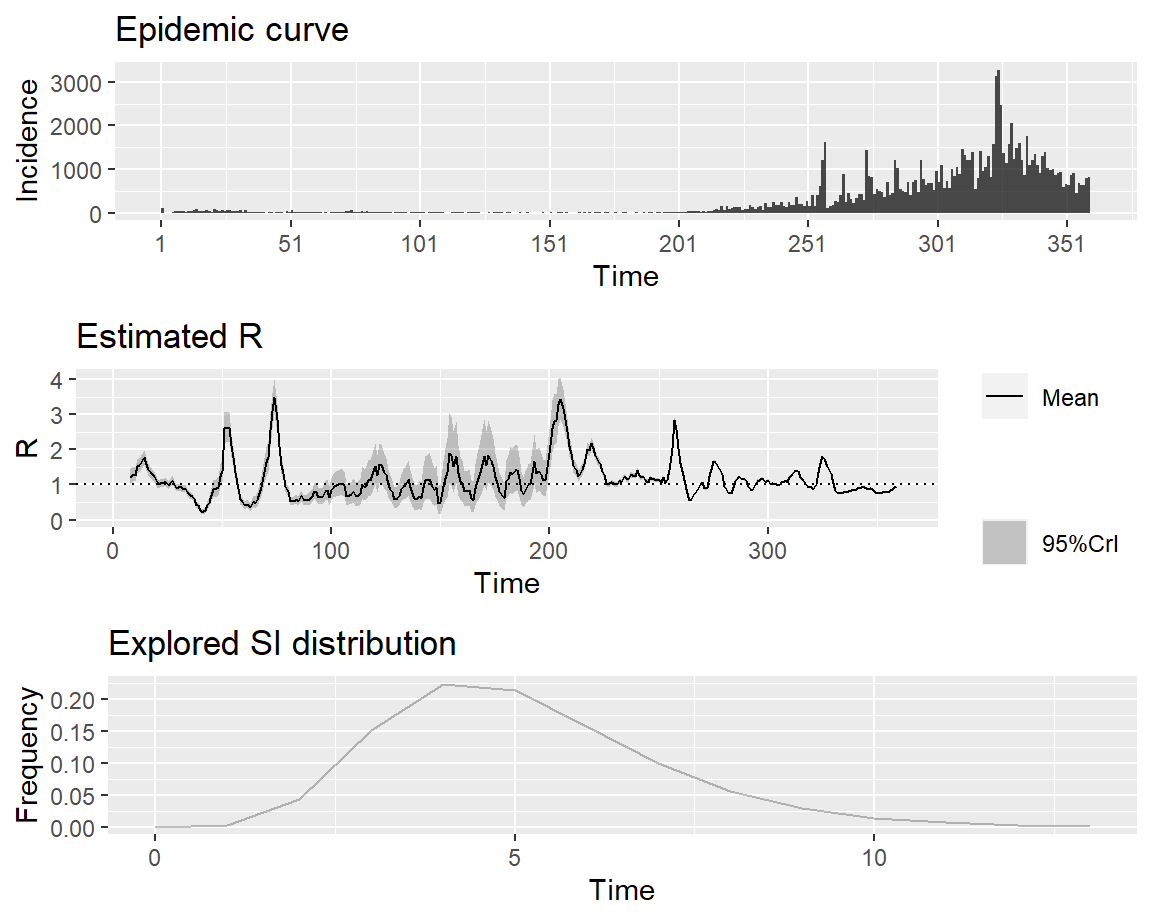 Epidemic curve
Incidence
3000
2000
1000
0
1 51 101 151 201 251 301 351
Time
Estimated R
R
4
3
2
1
0
0 100 200 300
Time
Mean
95%CrI
Explored SI distribution
Frequency
0.20
0.15
0.10
0.05
0.00
0 5 10
Time